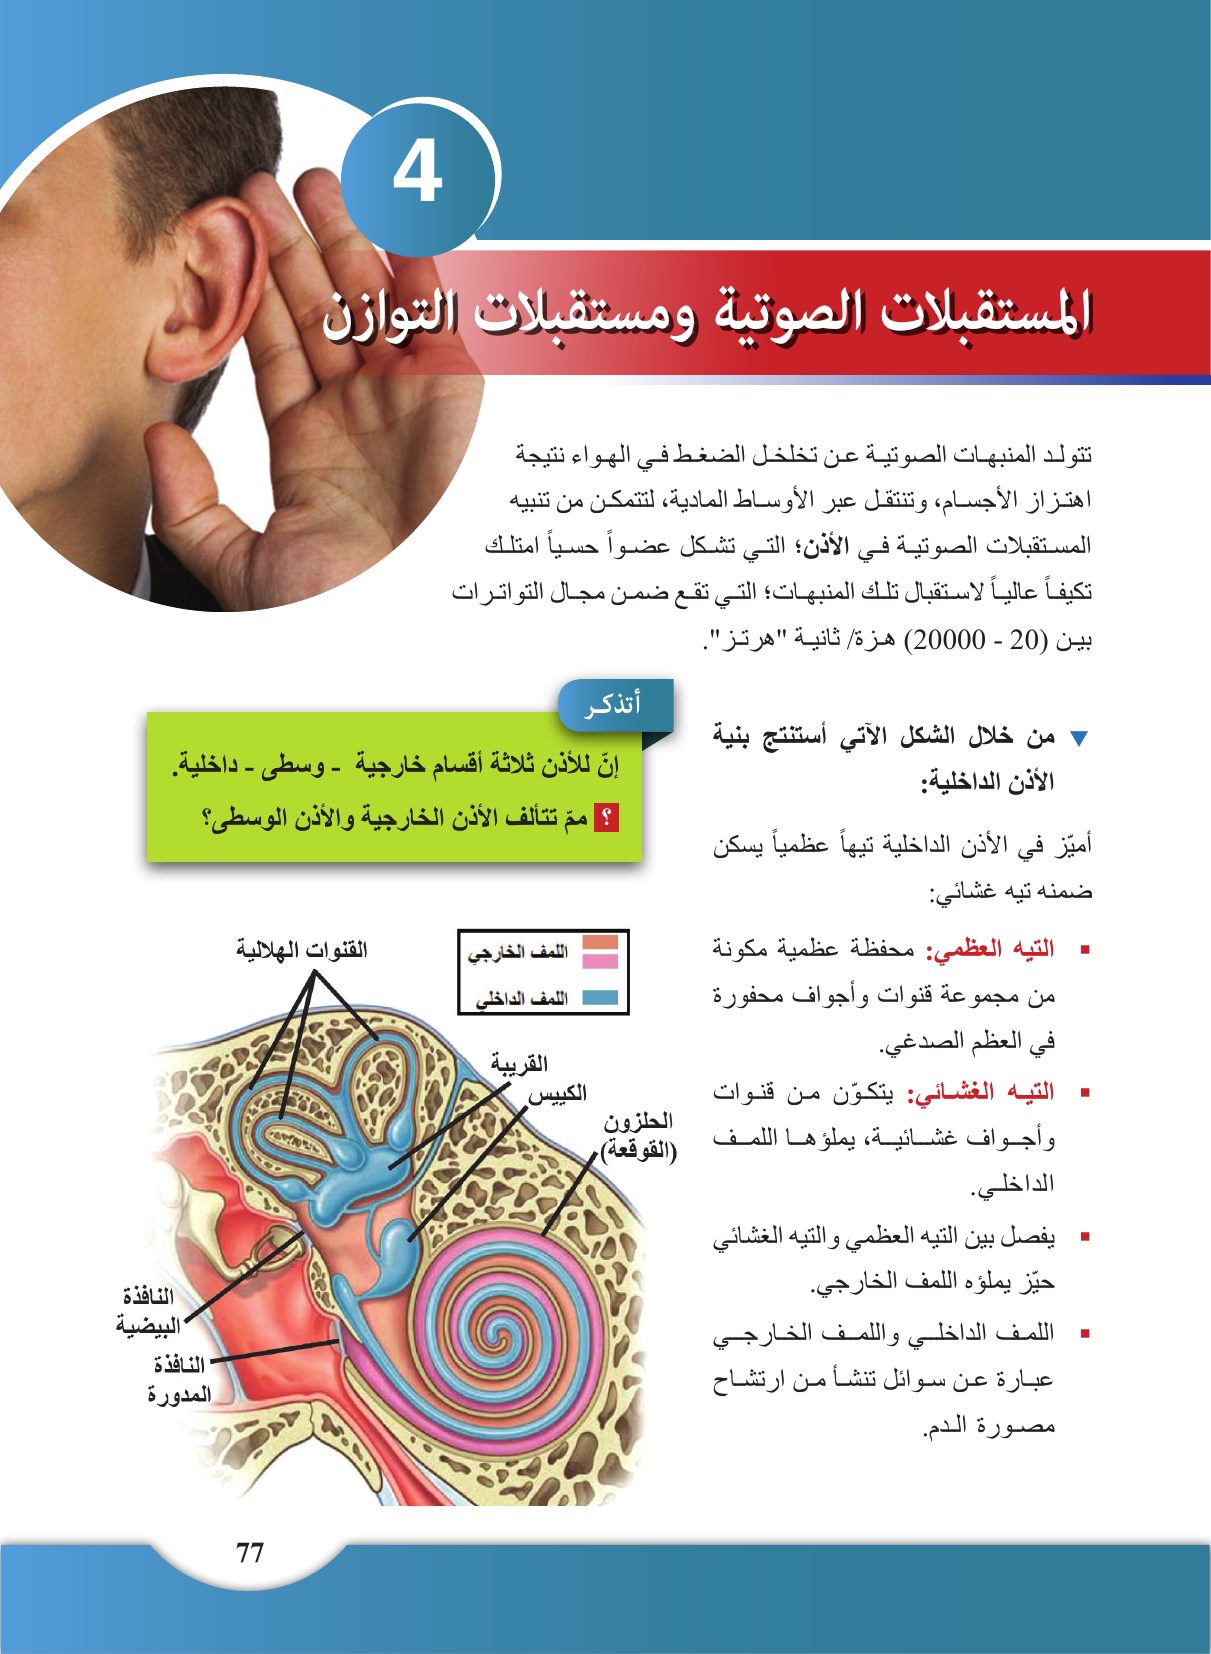 4
المستقبلات الصوتية ومستقبلات التوازن
تتولد المنبهات الصوتية عن تخلخل الضغط في الهواء نتيجة
اهتزاز الأجسام، وتنتقل عبر الأوساط المادية، لتتمكن من تنبيه
المستقبلات الصوتية في الأذن؛ التي تشكل عضواً حسياً امتلك
تكيفاً عالياً لاستقبال تلك المنبهات؛ التي تقع ضمن مجال التواترات
بين (20 - 20000) هزة/ ثانية "هرتز".
أتذكر
إنّ للأذن ثلاثة أقسام خارجية - وسطى - داخلية.
؟ ممّ تتألف الأذن الخارجية والأذن الوسطى؟
▼ من خلال الشكل الآتي أستنتج بنية
الأذن الداخلية:
أميّز في الأذن الداخلية تيهاً عظمياً يسكن
ضمنه تيه غشائي:
▪ التيه العظمي: محفظة عظمية مكونة
من مجموعة قنوات وأجواف محفورة
في العظم الصدغي.
▪ التيه الغشائي: يتكوّن من قنوات
وأجواف غشائية، يملؤها اللمف
الداخلي.
▪ يفصل بين التيه العظمي والتيه الغشائي
حيّز يملؤه اللمف الخارجي.
▪ اللمف الداخلي واللمف الخارجي
عبارة عن سوائل تنشأ من ارتشاح
مصورة الدم.
اللمف الخارجي
اللمف الداخلي
القنوات الهلالية
القريبة
الكييس
الحلزون
(القوقعة)
النافذة
البيضية
النافذة
المدورة
77